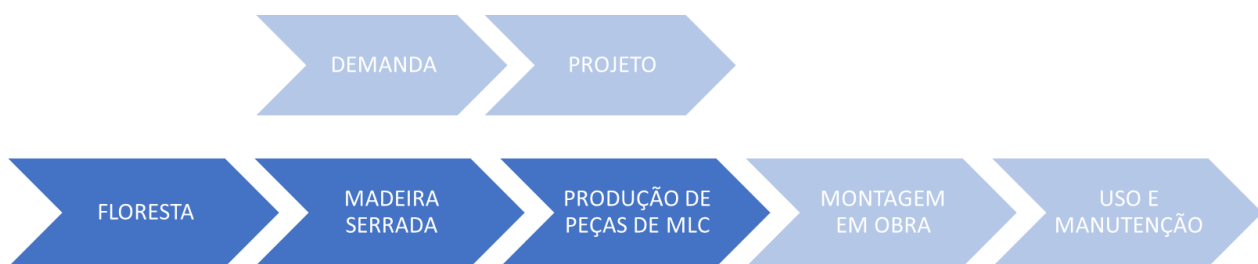 DEMANDA
PROJETO
FLORESTA
MADEIRA
SERRADA
PRODUÇÃO DE
PEÇAS DE MLC
MONTAGEM
EM OBRA
USO E
MANUTENÇÃO